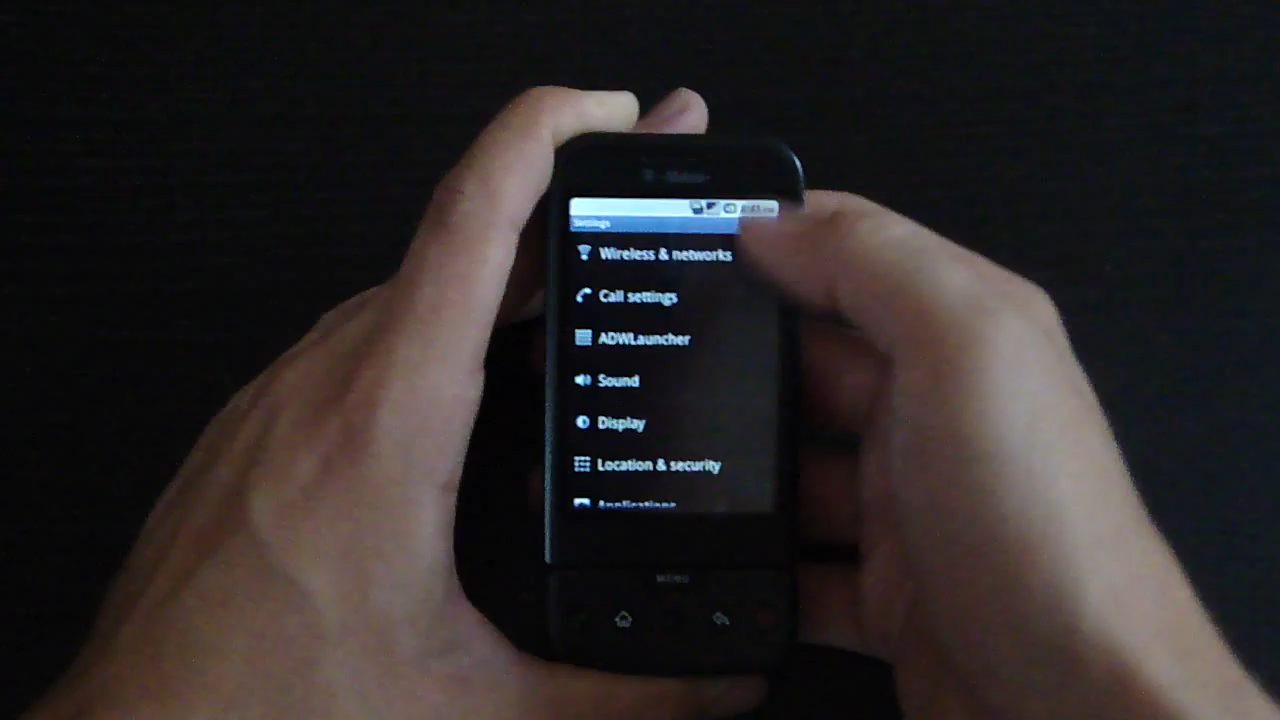 Settings
Wireless & networks
Call settings
ADWLauncher
Sound
Display
Location & security
Applications
MENU